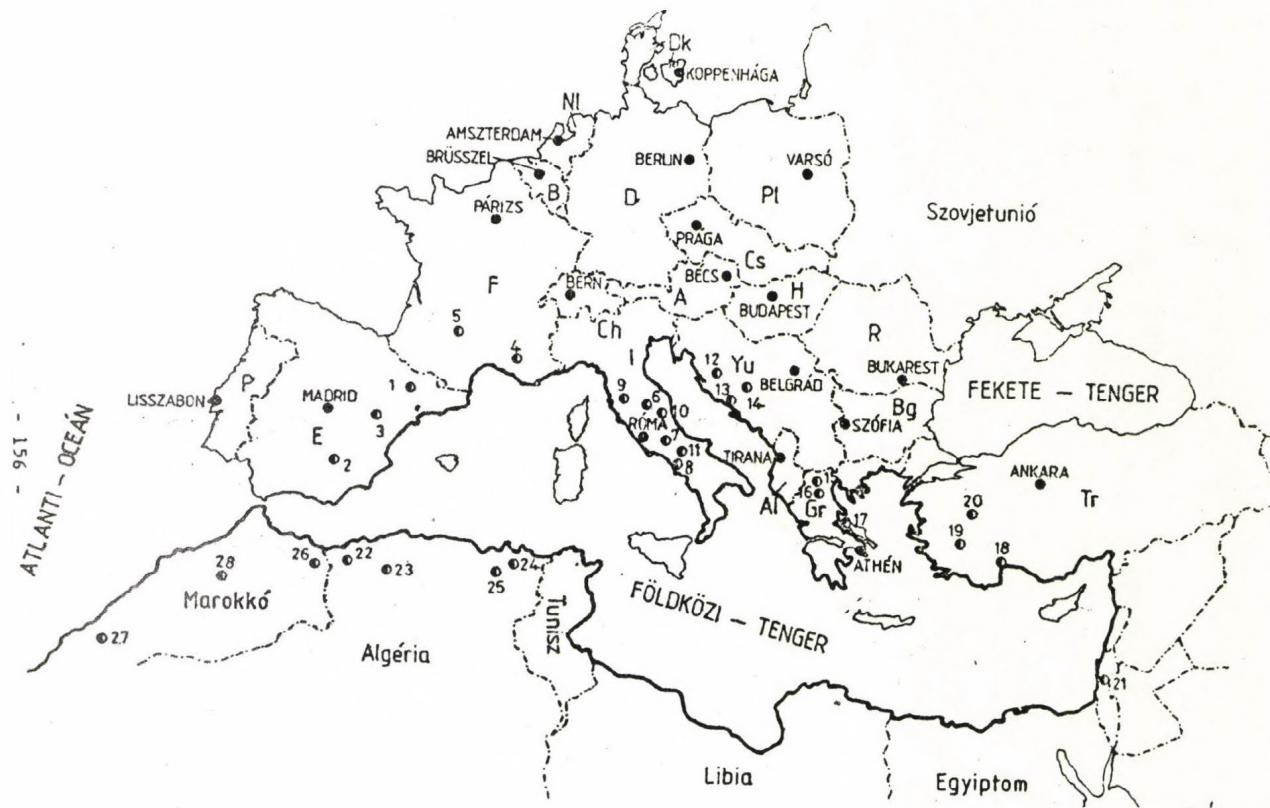 Dk
KOPPENHÁGA
Nl
AMSZTERDAM
BRÜSSZEL
B
BERLIN
D
VARSÓ
Pl
PÁRIZS
Szovjetunió
PRÁGA
Cs
BÉCS
A
H
BUDAPEST
F
BERN
Ch
5
4
I
R
BUKAREST
12
Yu
BELGRÁD
13
14
FEKETE – TENGER
Bg
SZÓFIA
P
LISSZABON
MADRID
1
3
E
2
9
6
10
RÓMA
7
11
8
TIRANA
Al
16
Gr
17
ATHÉN
ANKARA
Tr
20
19
18
ATLANTI – OCEÁN
- 156 -
28
26
22
23
25
24
Marokkó
27
Algéria
Tunisz
FÖLDKÖZI – TENGER
21
Líbia
Egyiptom